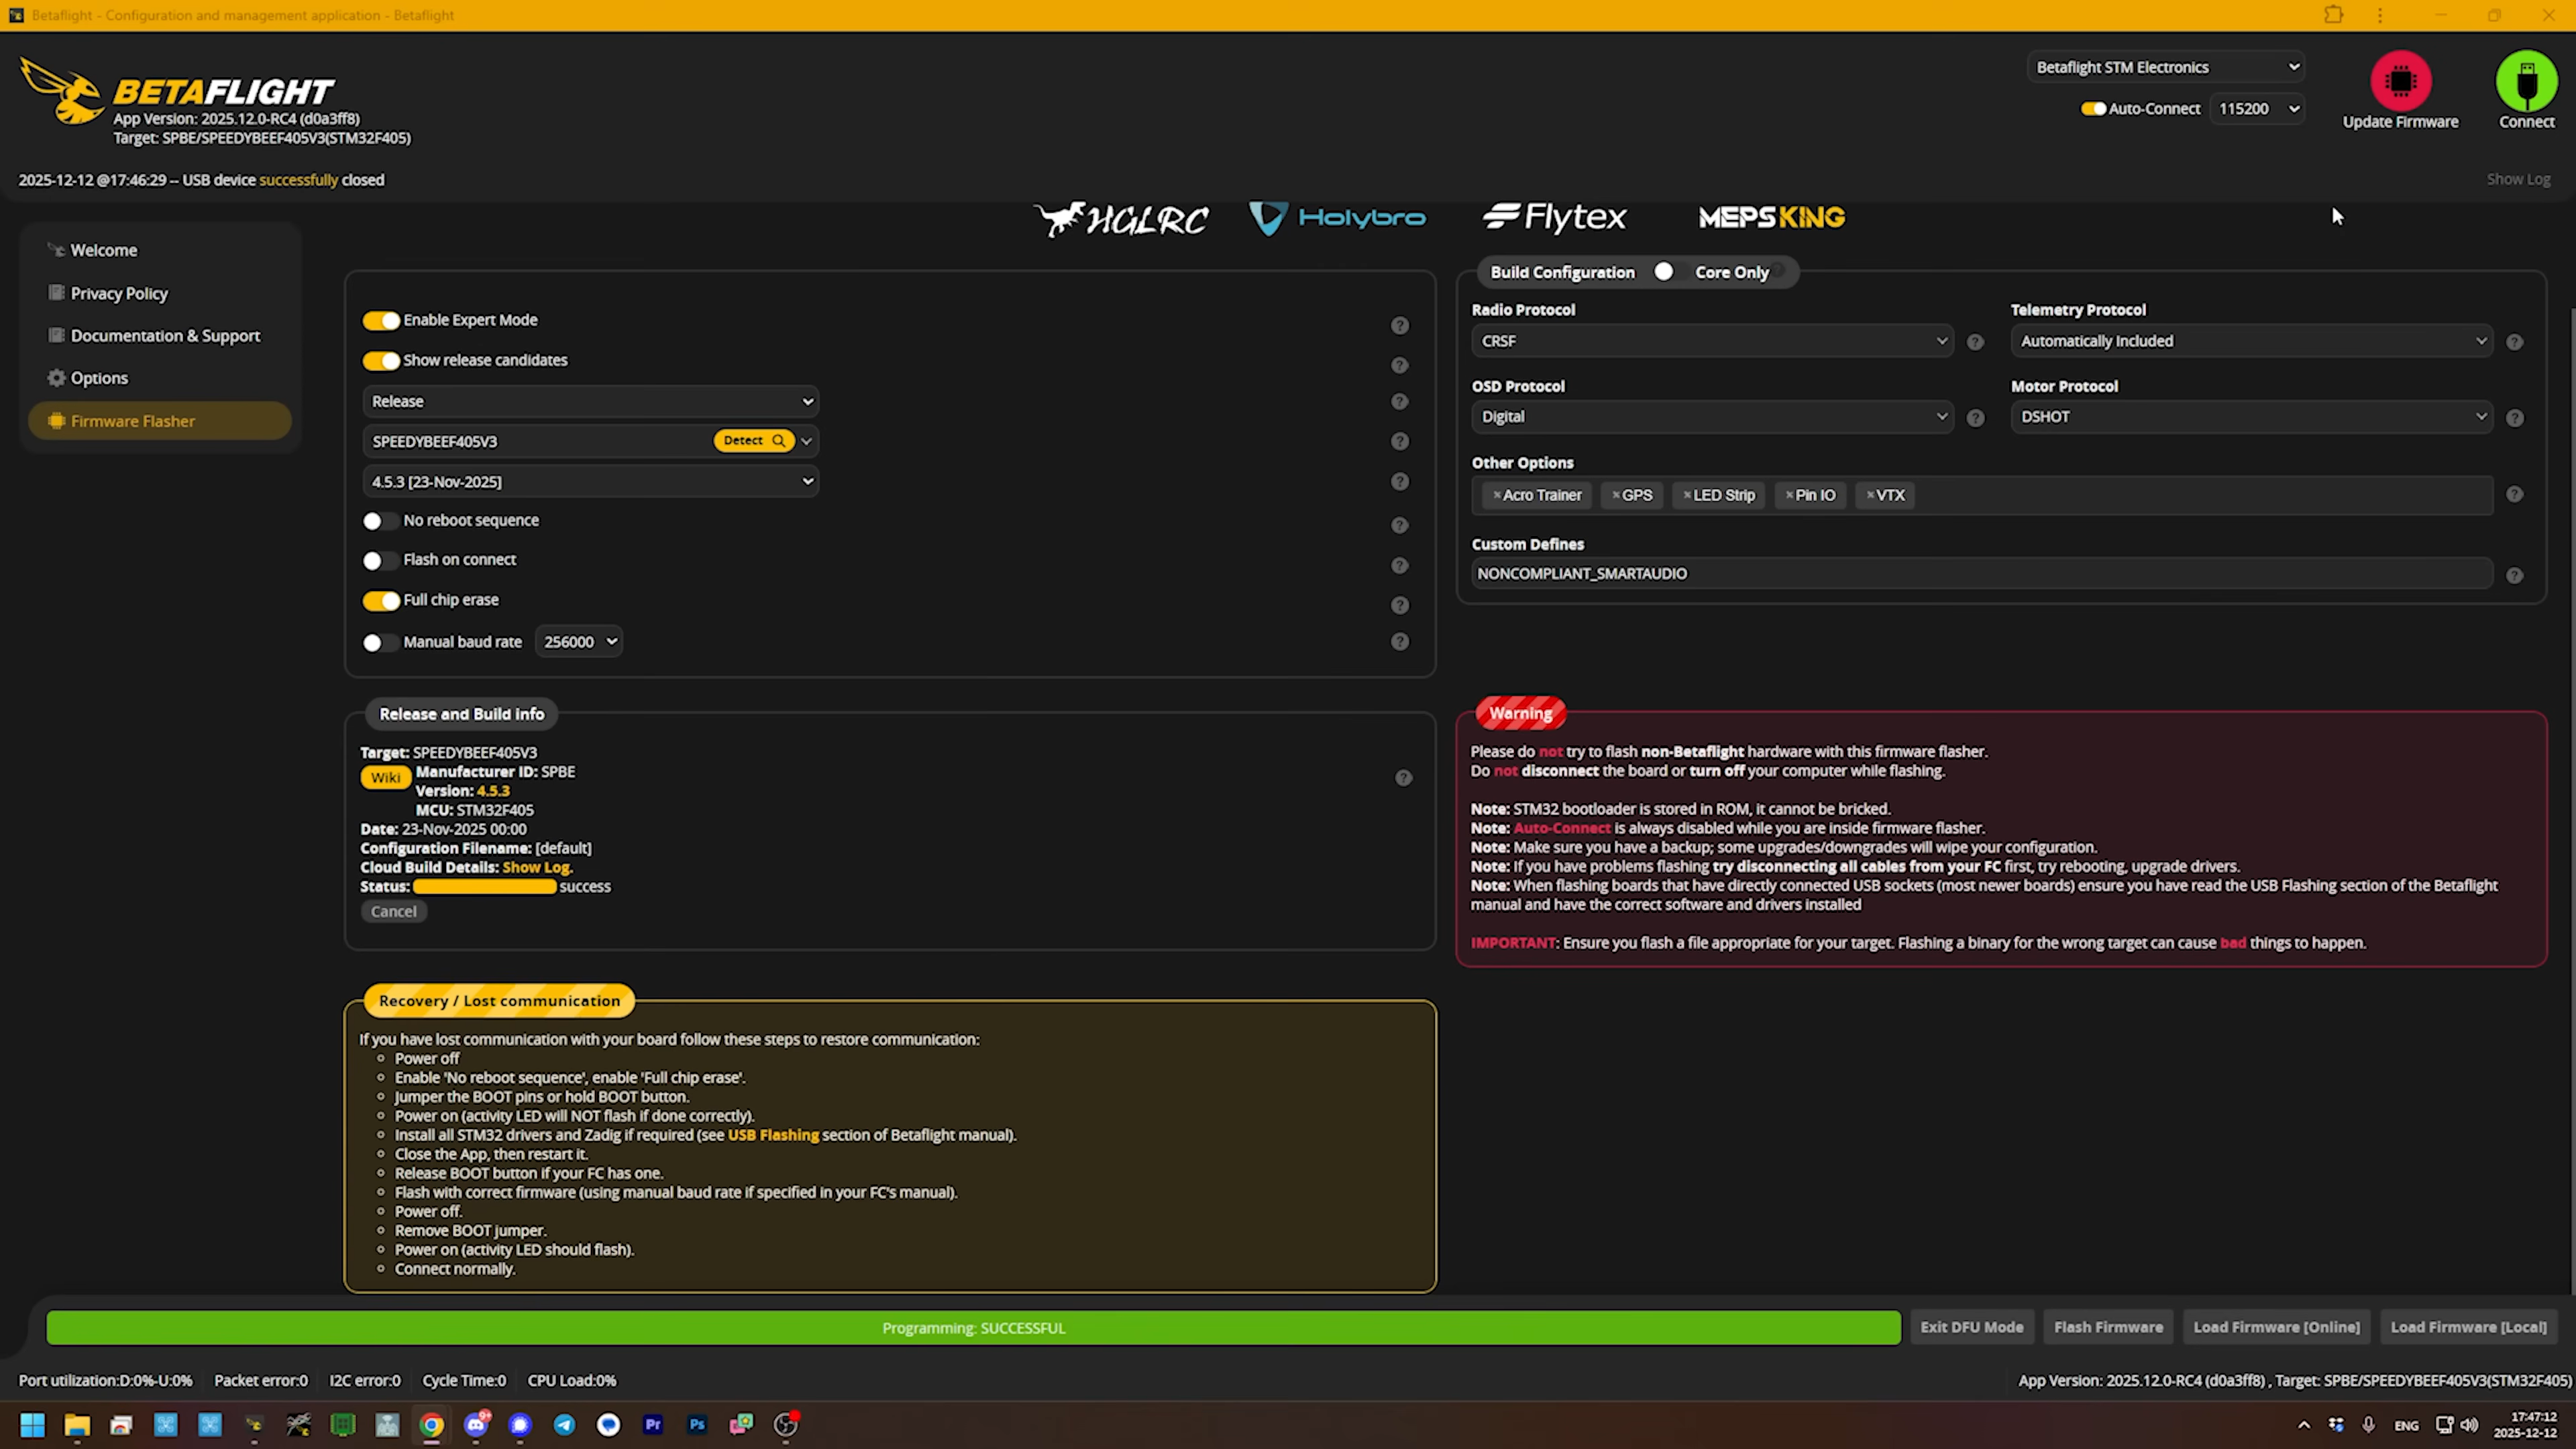 Betaflight - Configuration and management application - Betaflight
BETAFLIGHT
App Version: 2025.12.0-RC4 (d0a3ff8)
Target: SPBE/SPEEDYBEEF405V3(STM32F405)
Betaflight STM Electronics
Auto-Connect 115200
Update Firmware
Connect
2025-12-12 @17:46:29 -- USB device successfully closed
Show Log
HGLRC Holybro Flytex MEPSKING
Welcome
Privacy Policy
Documentation & Support
Options
Firmware Flasher
Enable Expert Mode
Show release candidates
Release
SPEEDYBEEF405V3 Detect
4.5.3 [23-Nov-2025]
No reboot sequence
Flash on connect
Full chip erase
Manual baud rate 256000
Build Configuration Core Only
Radio Protocol
CRSF
Telemetry Protocol
Automatically Included
OSD Protocol
Digital
Motor Protocol
DSHOT
Other Options
×Acro Trainer ×GPS ×LED Strip ×Pin IO ×VTX
Custom Defines
NONCOMPLIANT_SMARTAUDIO
Release and Build info
Target: SPEEDYBEEF405V3
Wiki Manufacturer ID: SPBE
Version: 4.5.3
MCU: STM32F405
Date: 23-Nov-2025 00:00
Configuration Filename: [default]
Cloud Build Details: Show Log.
Status: success
Cancel
Warning
Please do not try to flash non-Betaflight hardware with this firmware flasher.
Do not disconnect the board or turn off your computer while flashing.
Note: STM32 bootloader is stored in ROM, it cannot be bricked.
Note: Auto-Connect is always disabled while you are inside firmware flasher.
Note: Make sure you have a backup; some upgrades/downgrades will wipe your configuration.
Note: If you have problems flashing try disconnecting all cables from your FC first, try rebooting, upgrade drivers.
Note: When flashing boards that have directly connected USB sockets (most newer boards) ensure you have read the USB Flashing section of the Betaflight
manual and have the correct software and drivers installed
IMPORTANT: Ensure you flash a file appropriate for your target. Flashing a binary for the wrong target can cause bad things to happen.
Recovery / Lost communication
If you have lost communication with your board follow these steps to restore communication:
Power off
Enable 'No reboot sequence', enable 'Full chip erase'.
Jumper the BOOT pins or hold BOOT button.
Power on (activity LED will NOT flash if done correctly).
Install all STM32 drivers and Zadig if required (see USB Flashing section of Betaflight manual).
Close the App, then restart it.
Release BOOT button if your FC has one.
Flash with correct firmware (using manual baud rate if specified in your FC's manual).
Power off.
Remove BOOT jumper.
Power on (activity LED should flash).
Connect normally.
Programming: SUCCESSFUL
Exit DFU Mode
Flash Firmware
Load Firmware [Online]
Load Firmware [Local]
Port utilization:D:0%-U:0% Packet error:0 I2C error:0 Cycle Time:0 CPU Load:0%
App Version: 2025.12.0-RC4 (d0a3ff8) , Target: SPBE/SPEEDYBEEF405V3(STM32F405)
9+
Pr
Ps
ENG
17:47:12
2025-12-12